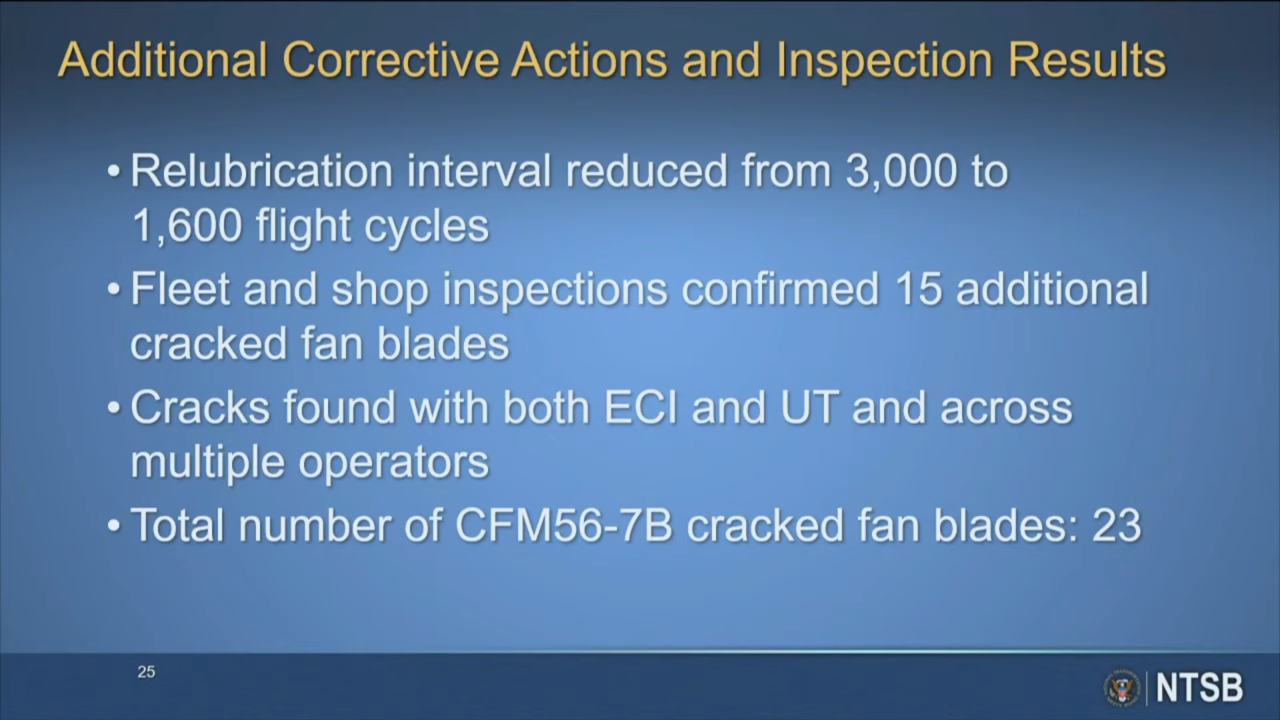 Additional Corrective Actions and Inspection Results
• Relubrication interval reduced from 3,000 to
1,600 flight cycles
• Fleet and shop inspections confirmed 15 additional
cracked fan blades
• Cracks found with both ECI and UT and across
multiple operators
• Total number of CFM56-7B cracked fan blades: 23
25
NTSB